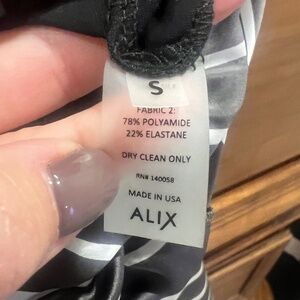 S
FABRIC 2:
78% POLYAMIDE
22% ELASTANE
DRY CLEAN ONLY
RN# 140058
MADE IN USA
ALIX